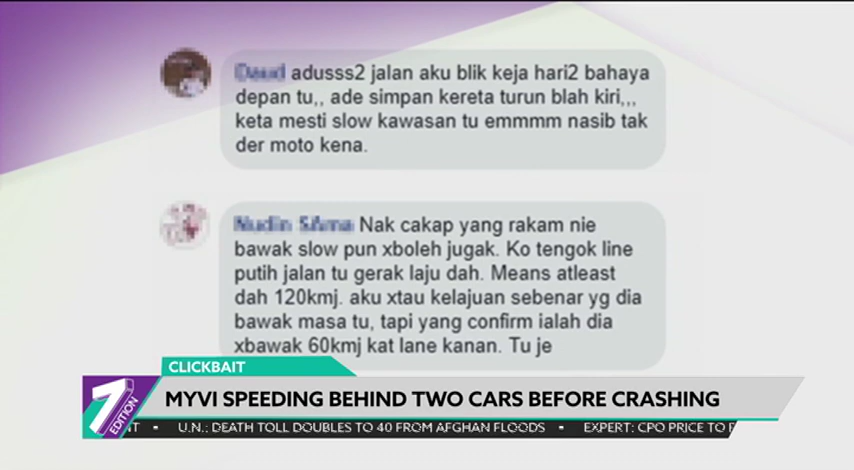 Daud adusss2 jalan aku blik keja hari2 bahaya
depan tu,, ade simpan kereta turun blah kiri,,,
keta mesti slow kawasan tu emmmm nasib tak
der moto kena.
Nak cakap yang rakam nie
bawak slow pun xboleh jugak. Ko tengok line
putih jalan tu gerak laju dah. Means atleast
dah 120kmj. aku xtau kelajuan sebenar yg dia
bawak masa tu, tapi yang confirm ialah dia
xbawak 60kmj kat lane kanan. Tu je
CLICKBAIT
7 EDITION
MYVI SPEEDING BEHIND TWO CARS BEFORE CRASHING
U.N.: DEATH TOLL DOUBLES TO 40 FROM AFGHAN FLOODS ▪ EXPERT: CPO PRICE TO